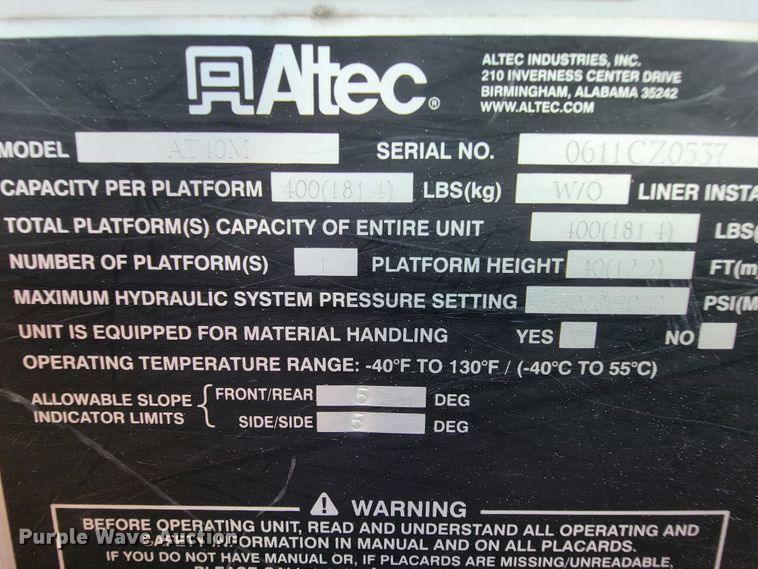 Altec®
ALTEC INDUSTRIES, INC.
210 INVERNESS CENTER DRIVE
BIRMINGHAM, ALABAMA 35242
WWW.ALTEC.COM
MODEL AT40M SERIAL NO. 0611CZ0537
CAPACITY PER PLATFORM 400(181.4) LBS(kg) W/O LINER INSTA
TOTAL PLATFORM(S) CAPACITY OF ENTIRE UNIT 400(181.4) LBS(
NUMBER OF PLATFORM(S) 1 PLATFORM HEIGHT 40(12.2) FT(m
MAXIMUM HYDRAULIC SYSTEM PRESSURE SETTING PSI(M
UNIT IS EQUIPPED FOR MATERIAL HANDLING YES NO
OPERATING TEMPERATURE RANGE: -40°F TO 130°F / (-40°C TO 55°C)
ALLOWABLE SLOPE INDICATOR LIMITS { FRONT/REAR 5 DEG
SIDE/SIDE 5 DEG
⚠ WARNING
BEFORE OPERATING UNIT, READ AND UNDERSTAND ALL OPERATING AND
SAFETY INFORMATION IN MANUAL AND ON ALL PLACARDS.
IF YOU DO NOT HAVE MANUAL OR, IF PLACARDS ARE MISSING/UNREADABLE,
Purple Wave Auction